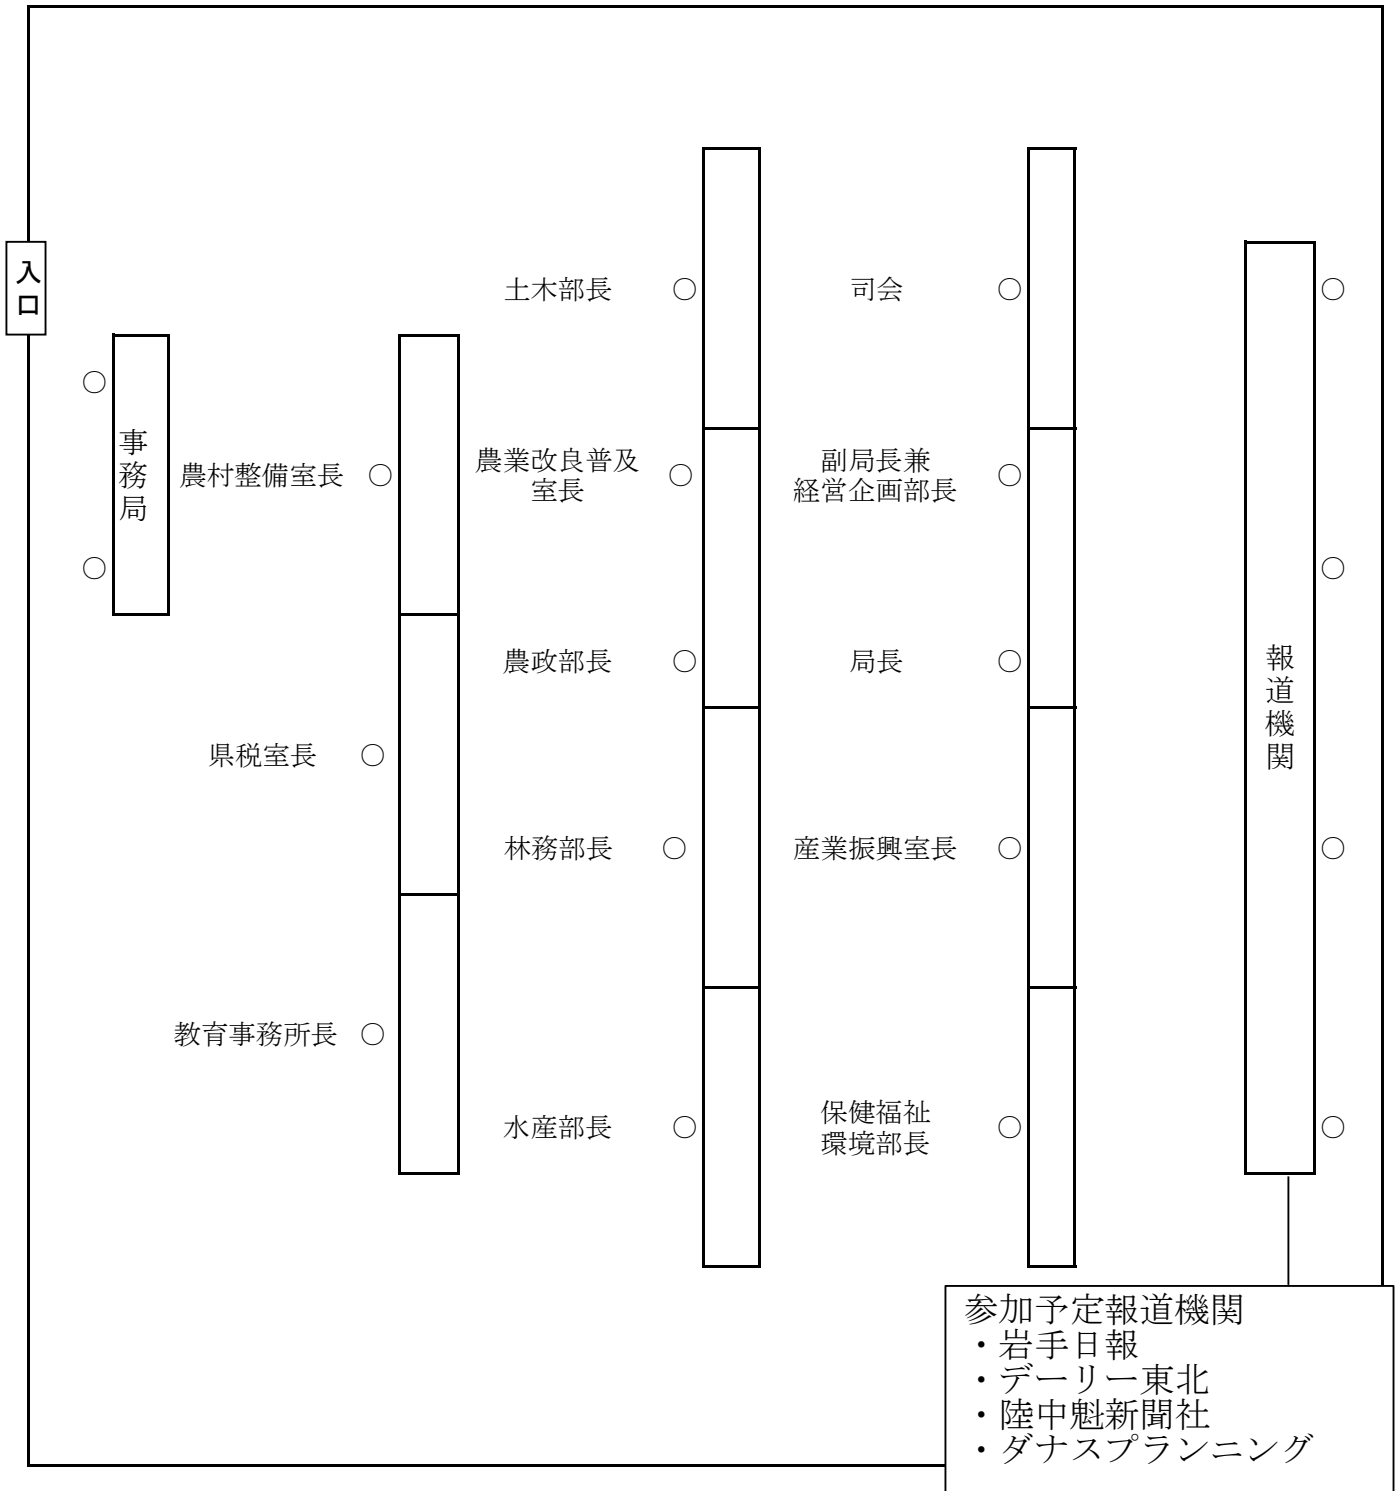 入口
事務局
農村整備室長 ○
県税室長 ○
教育事務所長 ○
土木部長 ○
農業改良普及
室長 ○
農政部長 ○
林務部長 ○
水産部長 ○
司会 ○
副局長兼
経営企画部長 ○
局長 ○
産業振興室長 ○
保健福祉
環境部長 ○
報道機関
参加予定報道機関
・岩手日報
・デーリー東北
・陸中魁新聞社
・ダナスプランニング